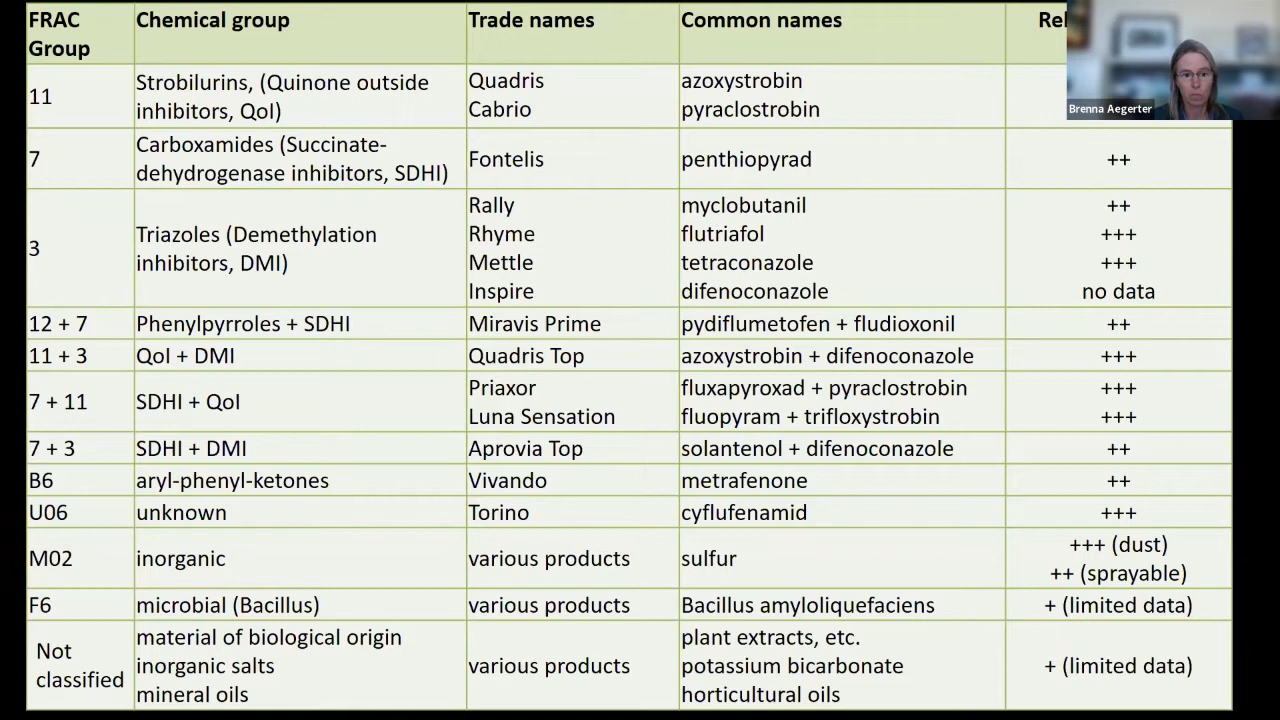 FRAC Group
Chemical group
Trade names
Common names
11
Strobilurins, (Quinone outside
inhibitors, QoI)
Quadris
Cabrio
azoxystrobin
pyraclostrobin
Brenna Aegerter
7
Carboxamides (Succinate-
dehydrogenase inhibitors, SDHI)
Fontelis
penthiopyrad
++
3
Triazoles (Demethylation
inhibitors, DMI)
Rally
Rhyme
Mettle
Inspire
myclobutanil
flutriafol
tetraconazole
difenoconazole
++
+++
+++
no data
12 + 7
Phenylpyrroles + SDHI
Miravis Prime
pydiflumetofen + fludioxonil
++
11 + 3
QoI + DMI
Quadris Top
azoxystrobin + difenoconazole
+++
7 + 11
SDHI + QoI
Priaxor
Luna Sensation
fluxapyroxad + pyraclostrobin
fluopyram + trifloxystrobin
+++
+++
7 + 3
SDHI + DMI
Aprovia Top
solantenol + difenoconazole
++
B6
aryl-phenyl-ketones
Vivando
metrafenone
++
U06
unknown
Torino
cyflufenamid
+++
M02
inorganic
various products
sulfur
+++ (dust)
++ (sprayable)
F6
microbial (Bacillus)
various products
Bacillus amyloliquefaciens
+ (limited data)
Not
classified
material of biological origin
inorganic salts
mineral oils
various products
plant extracts, etc.
potassium bicarbonate
horticultural oils
+ (limited data)